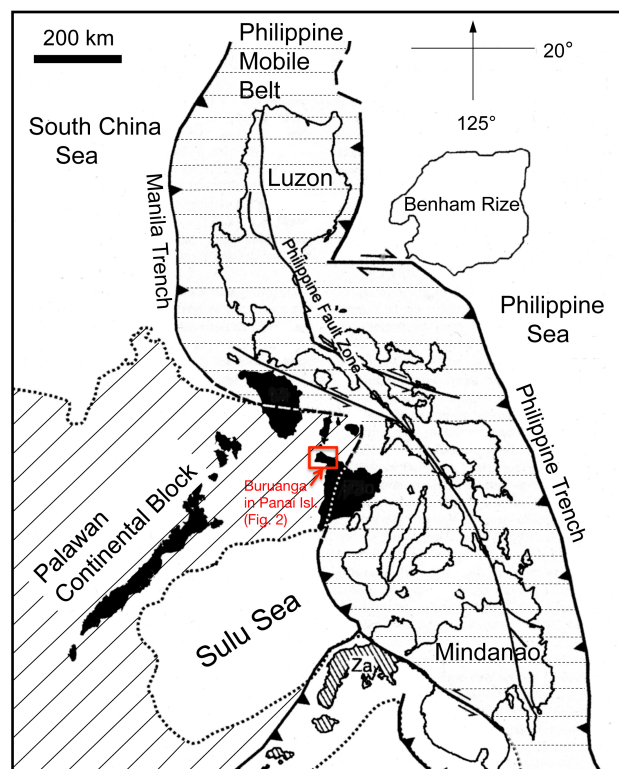 200 km
Philippine
Mobile
Belt
20°
125°
South China
Sea
Luzon
Benham Rize
Manila Trench
Philippine Fault Zone
Philippine
Sea
Philippine Trench
Buruanga
in Panai Isl.
(Fig. 2)
Palawan
Continental Block
Sulu Sea
Mindanao
Za